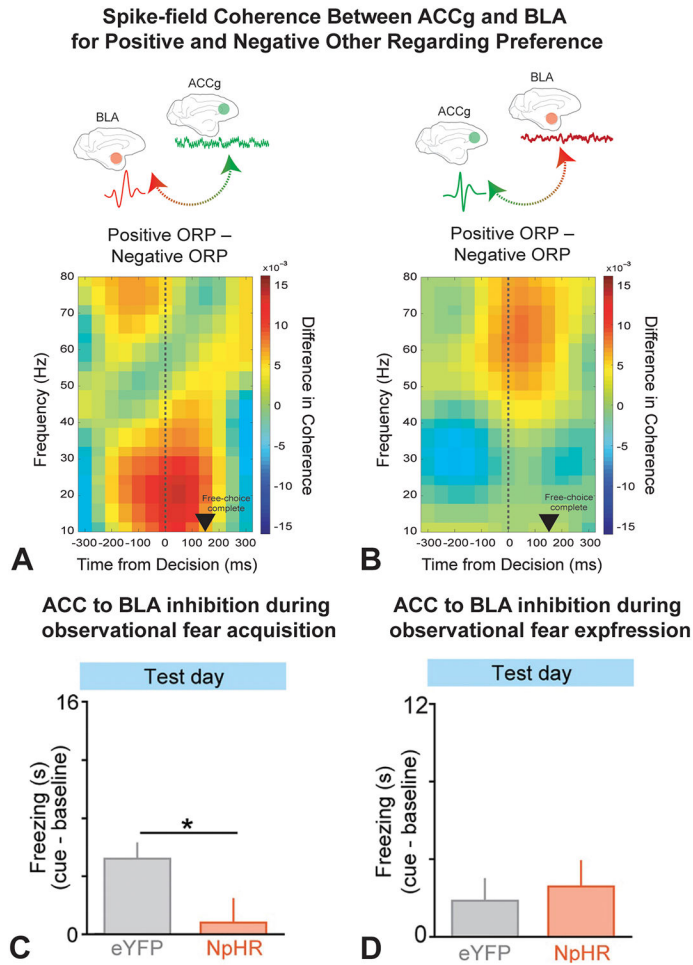 Spike-field Coherence Between ACCg and BLA
for Positive and Negative Other Regarding Preference
ACCg
BLA
Positive ORP –
Negative ORP
x10⁻³
80
70
60
50
40
30
20
10
Frequency (Hz)
15
10
5
0
-5
-10
-15
Difference in Coherence
Free-choice
complete
-300 -200 -100 0 100 200 300
Time from Decision (ms)
A
BLA
ACCg
Positive ORP –
Negative ORP
x10⁻³
80
70
60
50
40
30
20
10
Frequency (Hz)
15
10
5
0
-5
-10
-15
Difference in Coherence
Free-choice
complete
-300 -200 -100 0 100 200 300
Time from Decision (ms)
B
ACC to BLA inhibition during
observational fear acquisition
Test day
16
0
Freezing (s)
(cue - baseline)
*
eYFP NpHR
C
ACC to BLA inhibition during
observational fear expfression
Test day
12
0
Freezing (s)
(cue - baseline)
eYFP NpHR
D